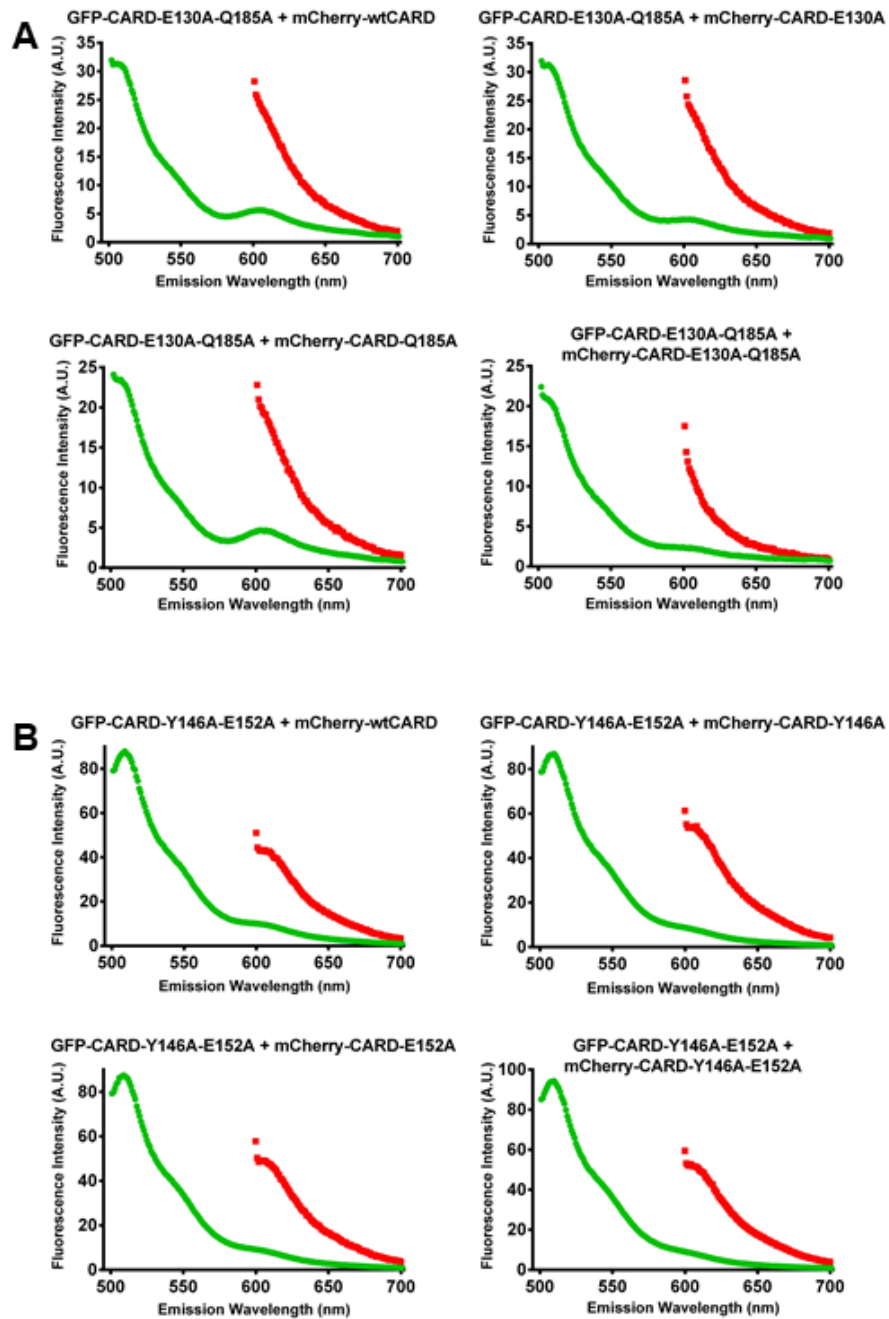 A
GFP-CARD-E130A-Q185A + mCherry-wtCARD
Fluorescence Intensity (A.U.)
35
30
25
20
15
10
5
0
500 550 600 650 700
Emission Wavelength (nm)
GFP-CARD-E130A-Q185A + mCherry-CARD-E130A
Fluorescence Intensity (A.U.)
35
30
25
20
15
10
5
0
500 550 600 650 700
Emission Wavelength (nm)
GFP-CARD-E130A-Q185A + mCherry-CARD-Q185A
Fluorescence Intensity (A.U.)
25
20
15
10
5
0
500 550 600 650 700
Emission Wavelength (nm)
GFP-CARD-E130A-Q185A +
mCherry-CARD-E130A-Q185A
Fluorescence Intensity (A.U.)
25
20
15
10
5
0
500 550 600 650 700
Emission Wavelength (nm)
B
GFP-CARD-Y146A-E152A + mCherry-wtCARD
Fluorescence Intensity (A.U.)
80
60
40
20
0
500 550 600 650 700
Emission Wavelength (nm)
GFP-CARD-Y146A-E152A + mCherry-CARD-Y146A
Fluorescence Intensity (A.U.)
80
60
40
20
0
500 550 600 650 700
Emission Wavelength (nm)
GFP-CARD-Y146A-E152A + mCherry-CARD-E152A
Fluorescence Intensity (A.U.)
80
60
40
20
0
500 550 600 650 700
Emission Wavelength (nm)
GFP-CARD-Y146A-E152A +
mCherry-CARD-Y146A-E152A
Fluorescence Intensity (A.U.)
100
80
60
40
20
0
500 550 600 650 700
Emission Wavelength (nm)